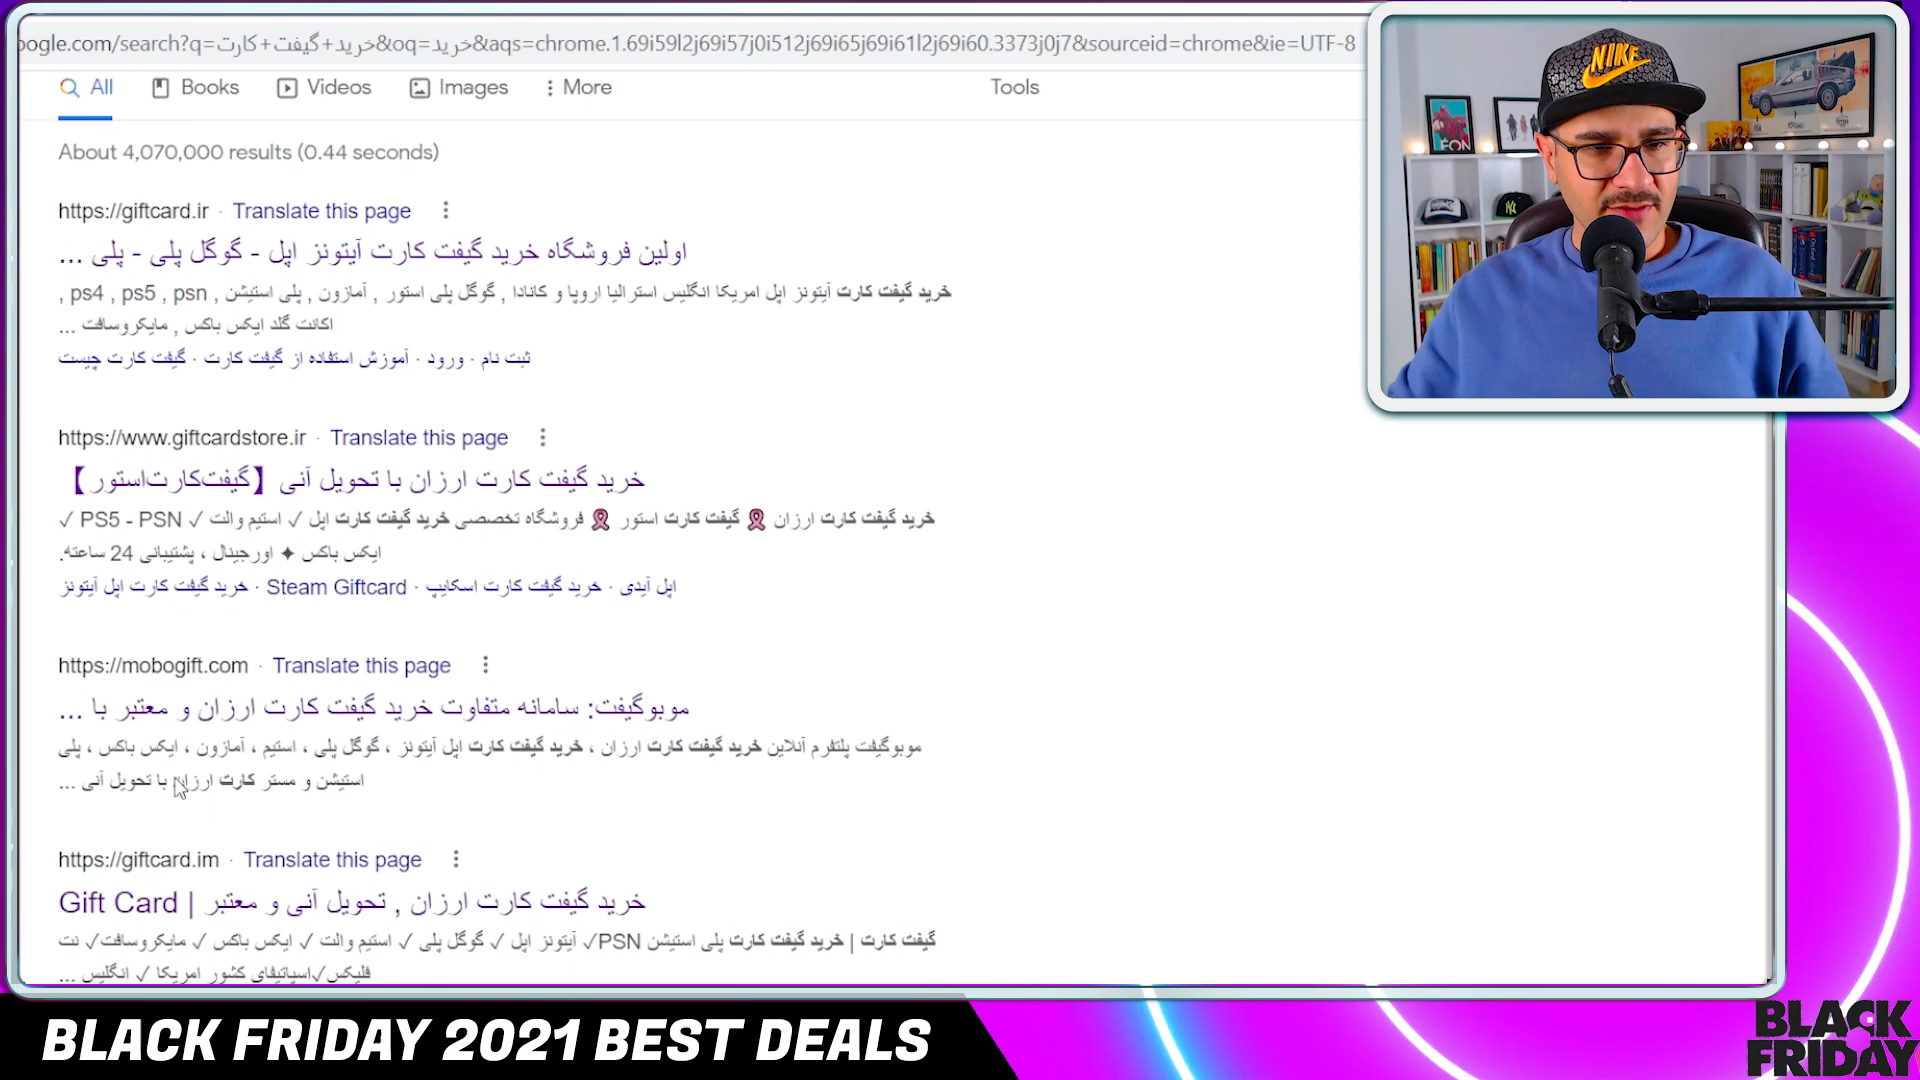 oogle.com/search?q=خرید+گیفت+کارت&oq=خرید&aqs=chrome.1.69i59l2j69i57j0i512j69i65j69i61l2j69i60.3373j0j7&sourceid=chrome&ie=UTF-8
All Books Videos Images More Tools
About 4,070,000 results (0.44 seconds)
https://giftcard.ir · Translate this page
اولین فروشگاه خرید گیفت کارت آیتونز اپل - گوگل پلی - پلی ...
خرید گیفت کارت آیتونز اپل امریکا انگلیس استرالیا اروپا و کانادا , گوگل پلی استور , آمازون , پلی استیشن , ps4 , ps5 , psn ,
اکانت گلد ایکس باکس , مایکروسافت ...
ثبت نام · ورود · آموزش استفاده از گیفت کارت · گیفت کارت چیست
https://www.giftcardstore.ir · Translate this page
خرید گیفت کارت ارزان با تحویل آنی【گیفت‌کارت‌استور】
خرید گیفت کارت ارزان 🎗 گیفت کارت استور 🎗 فروشگاه تخصصی خرید گیفت کارت اپل ✓ استیم والت ✓ PS5 - PSN ✓
ایکس باکس ✦ اورجینال ، پشتیبانی 24 ساعته.
اپل آیدی · خرید گیفت کارت اسکایپ · Steam Giftcard · خرید گیفت کارت اپل آیتونز
https://mobogift.com · Translate this page
موبوگیفت: سامانه متفاوت خرید گیفت کارت ارزان و معتبر با ...
موبوگیفت پلتفرم آنلاین خرید گیفت کارت ارزان ، خرید گیفت کارت اپل آیتونز ، گوگل پلی ، استیم ، آمازون ، ایکس باکس ، پلی
استیشن و مستر کارت ارزان با تحویل آنی ...
https://giftcard.im · Translate this page
خرید گیفت کارت ارزان , تحویل آنی و معتبر | Gift Card
گیفت کارت | خرید گیفت کارت پلی استیشن PSN✓ آیتونز اپل ✓ گوگل پلی ✓ استیم والت ✓ ایکس باکس ✓ مایکروسافت✓ نت
فلیکس✓اسپاتیفای کشور امریکا ✓ انگلیس ...
NIKE
BLACK FRIDAY 2021 BEST DEALS
BLACK
FRIDAY